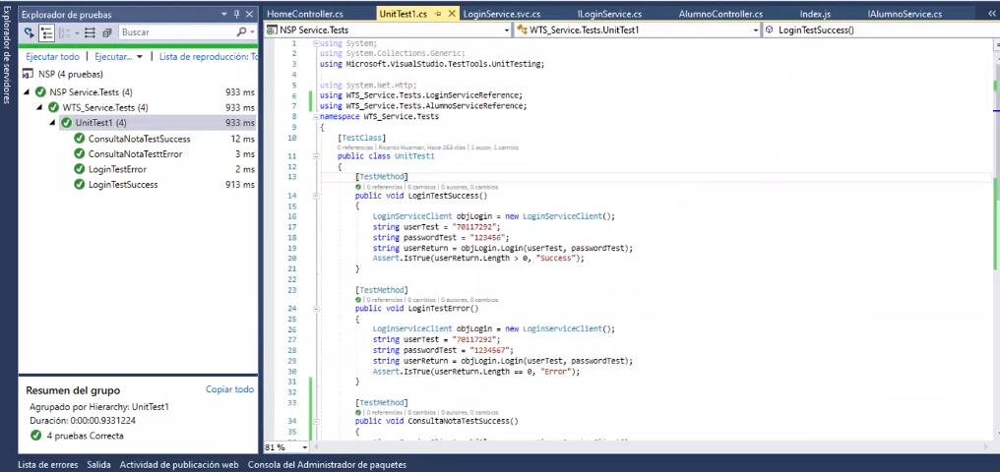 Explorador de servidores
Explorador de pruebas
Buscar
Ejecutar todo | Ejecutar... | Lista de reproducción: To
NSP (4 pruebas)
NSP Service.Tests (4) 933 ms
WTS_Service.Tests (4) 933 ms
UnitTest1 (4) 933 ms
ConsultaNotaTestSuccess 12 ms
ConsultaNotaTesttError 3 ms
LoginTestError 2 ms
LoginTestSuccess 913 ms
Resumen del grupo Copiar todo
Agrupado por Hierarchy: UnitTest1
Duración: 0:00:00.9331224
4 pruebas Correcta
HomeController.cs UnitTest1.cs LoginService.svc.cs ILoginService.cs AlumnoController.cs Index.js IAlumnoService.cs
NSP Service.Tests WTS_Service.Tests.UnitTest1 LoginTestSuccess()
1 using System;
2 using System.Collections.Generic;
3 using Microsoft.VisualStudio.TestTools.UnitTesting;
4
5 using System.Net.Http;
6 using WTS_Service.Tests.LoginServiceReference;
7 using WTS_Service.Tests.AlumnoServiceReference;
8 namespace WTS_Service.Tests
9 {
10 [TestClass]
0 referencias | Ricardo Huaman, Hace 263 días | 1 autor, 1 cambio
11 public class UnitTest1
12 {
13 [TestMethod]
0 referencias | 0 cambios | 0 autores, 0 cambios
14 public void LoginTestSuccess()
15 {
16 LoginServiceClient objLogin = new LoginServiceClient();
17 string userTest = "70117292";
18 string passwordTest = "123456";
19 string userReturn = objLogin.Login(userTest, passwordTest);
20 Assert.IsTrue(userReturn.Length > 0, "Success");
21 }
22
23 [TestMethod]
0 referencias | 0 cambios | 0 autores, 0 cambios
24 public void LoginTestError()
25 {
26 LoginServiceClient objLogin = new LoginServiceClient();
27 string userTest = "70117292";
28 string passwordTest = "1234567";
29 string userReturn = objLogin.Login(userTest, passwordTest);
30 Assert.IsTrue(userReturn.Length == 0, "Error");
31 }
32
33 [TestMethod]
0 referencias | 0 cambios | 0 autores, 0 cambios
34 public void ConsultaNotaTestSuccess()
35 {
81 %
Lista de errores Salida Actividad de publicación web Consola del Administrador de paquetes